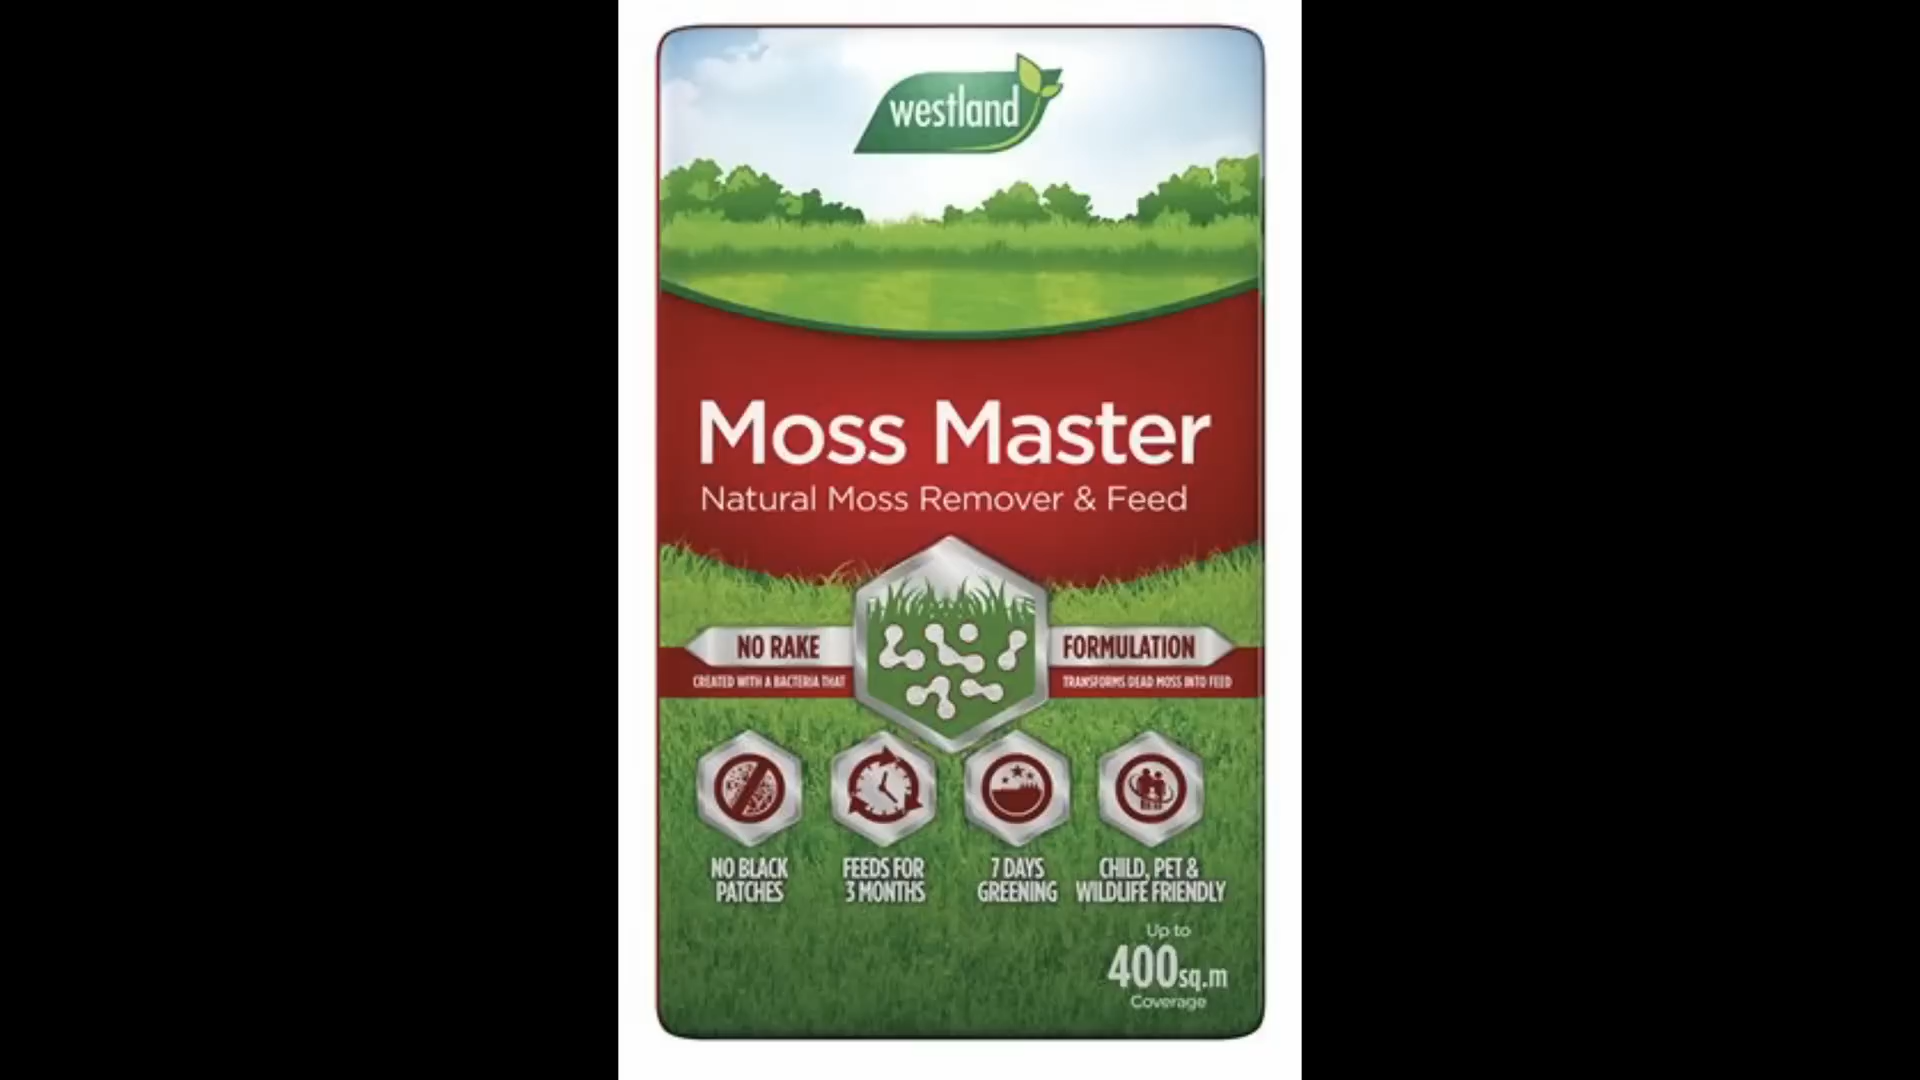 westland
Moss Master
Natural Moss Remover & Feed
NO RAKE FORMULATION
CREATED WITH A BACTERIA THAT TRANSFORMS DEAD MOSS INTO FEED
NO BLACK
PATCHES
FEEDS FOR
3 MONTHS
7 DAYS
GREENING
CHILD, PET &
WILDLIFE FRIENDLY
Up to
400sq.m
Coverage